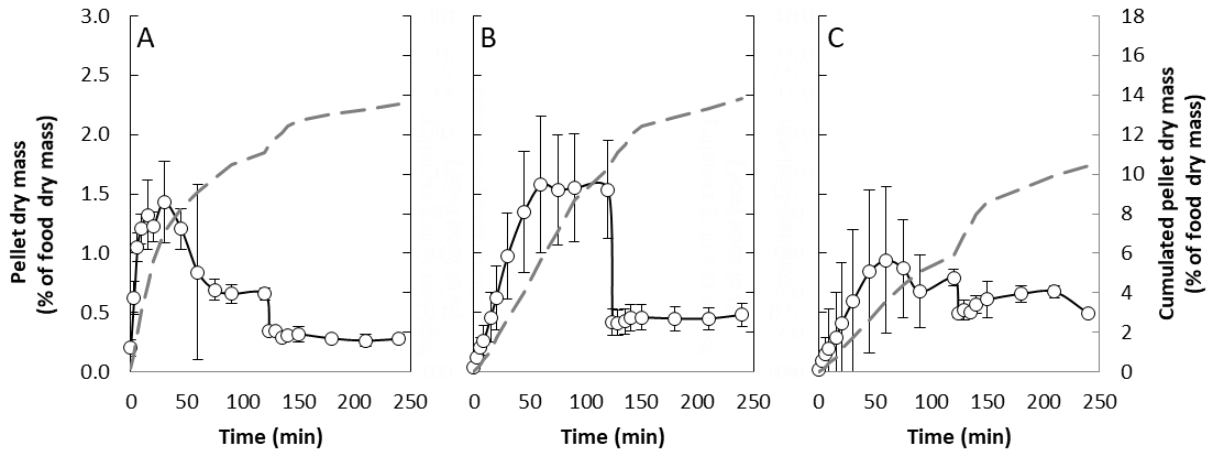 Pellet dry mass
(% of food dry mass)
3.0
2.5
2.0
1.5
1.0
0.5
0.0
A
0 50 100 150 200 250
Time (min)
B
0 50 100 150 200 250
Time (min)
C
0 50 100 150 200 250
Time (min)
18
16
14
12
10
8
6
4
2
0
Cumulated pellet dry mass
(% of food dry mass)